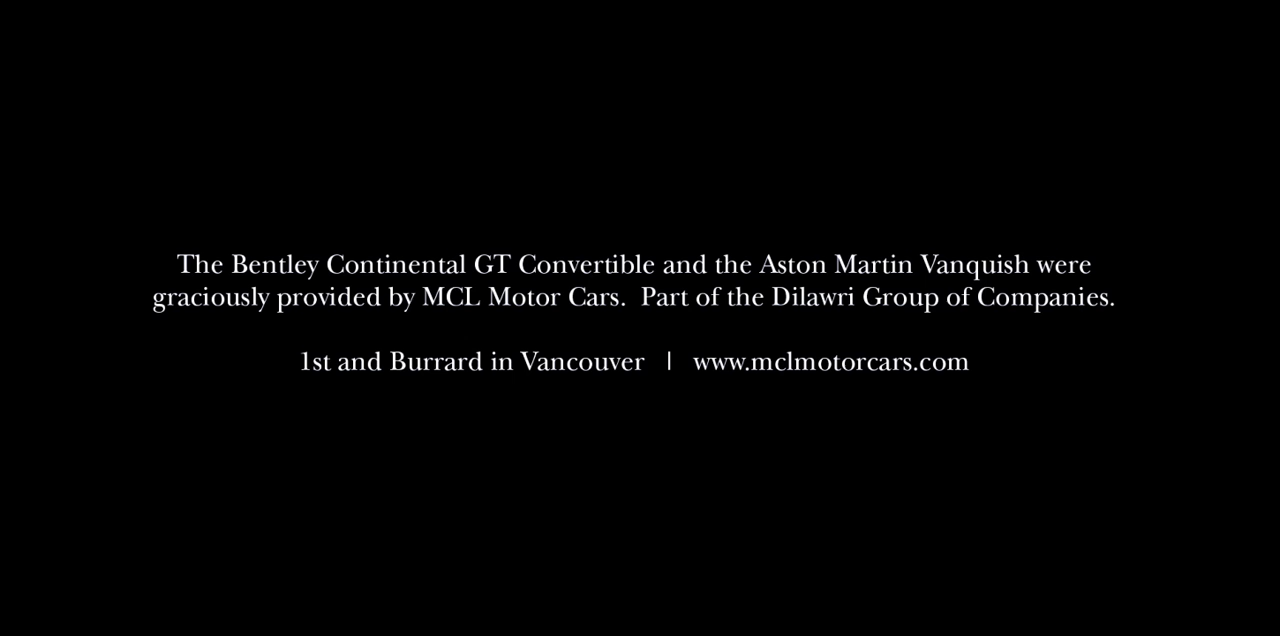 The Bentley Continental GT Convertible and the Aston Martin Vanquish were
graciously provided by MCL Motor Cars.  Part of the Dilawri Group of Companies.
1st and Burrard in Vancouver   |   www.mclmotorcars.com